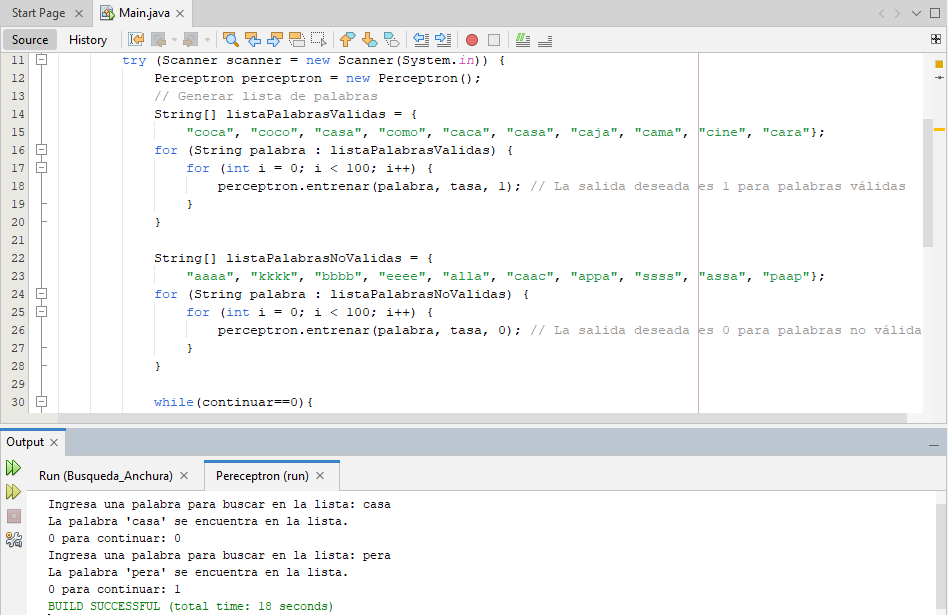 Start Page
Main.java
Source
History
11 try (Scanner scanner = new Scanner(System.in)) {
12 Perceptron perceptron = new Perceptron();
13 // Generar lista de palabras
14 String[] listaPalabrasValidas = {
15 "coca", "coco", "casa", "como", "caca", "casa", "caja", "cama", "cine", "cara"};
16 for (String palabra : listaPalabrasValidas) {
17 for (int i = 0; i < 100; i++) {
18 perceptron.entrenar(palabra, tasa, 1); // La salida deseada es 1 para palabras válidas
19 }
20 }
21
22 String[] listaPalabrasNoValidas = {
23 "aaaa", "kkkk", "bbbb", "eeee", "alla", "caac", "appa", "ssss", "assa", "paap"};
24 for (String palabra : listaPalabrasNoValidas) {
25 for (int i = 0; i < 100; i++) {
26 perceptron.entrenar(palabra, tasa, 0); // La salida deseada es 0 para palabras no válida
27 }
28 }
29
30 while(continuar==0){
Output
Run (Busqueda_Anchura)
Pereceptron (run)
Ingresa una palabra para buscar en la lista: casa
La palabra 'casa' se encuentra en la lista.
0 para continuar: 0
Ingresa una palabra para buscar en la lista: pera
La palabra 'pera' se encuentra en la lista.
0 para continuar: 1
BUILD SUCCESSFUL (total time: 18 seconds)